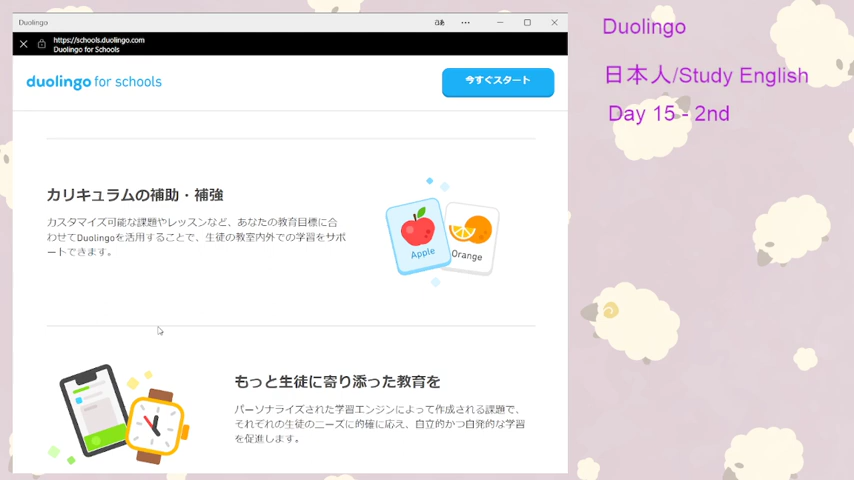 Duolingo
aあ
https://schools.duolingo.com
Duolingo for Schools
duolingo for schools
今すぐスタート
カリキュラムの補助・補強
カスタマイズ可能な課題やレッスンなど、あなたの教育目標に合
わせてDuolingoを活用することで、生徒の教室内外での学習をサポ
ートできます。
Apple
Orange
もっと生徒に寄り添った教育を
パーソナライズされた学習エンジンによって作成される課題で、
それぞれの生徒のニーズに的確に応え、自立的かつ自発的な学習
を促進します。
Duolingo
日本人/Study English
Day 15 - 2nd